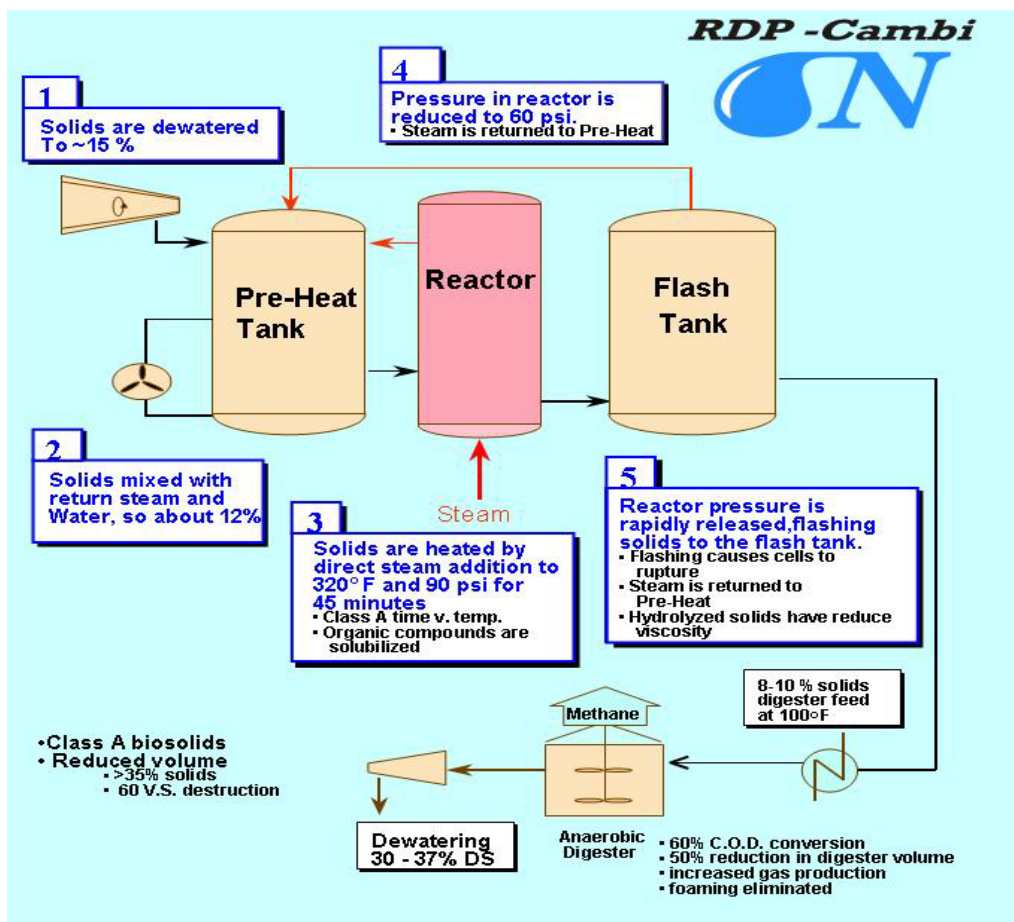 RDP -Cambi
N
1
Solids are dewatered
To ~15 %
4
Pressure in reactor is
reduced to 60 psi.
• Steam is returned to Pre-Heat
Pre-Heat
Tank
Reactor
Flash
Tank
2
Solids mixed with
return steam and
Water, so about 12%
Steam
3
Solids are heated by
direct steam addition to
320°F and 90 psi for
45 minutes
• Class A time v. temp.
• Organic compounds are
solubilized
5
Reactor pressure is
rapidly released,flashing
solids to the flash tank.
• Flashing causes cells to
rupture
• Steam is returned to
Pre-Heat
• Hydrolyzed solids have reduce
viscosity
8-10 % solids
digester feed
at 100°F
Methane
•Class A biosolids
• Reduced volume
• >35% solids
• 60 V.S. destruction
Dewatering
30 - 37% DS
Anaerobic
Digester
• 60% C.O.D. conversion
• 50% reduction in digester volume
• increased gas production
• foaming eliminated